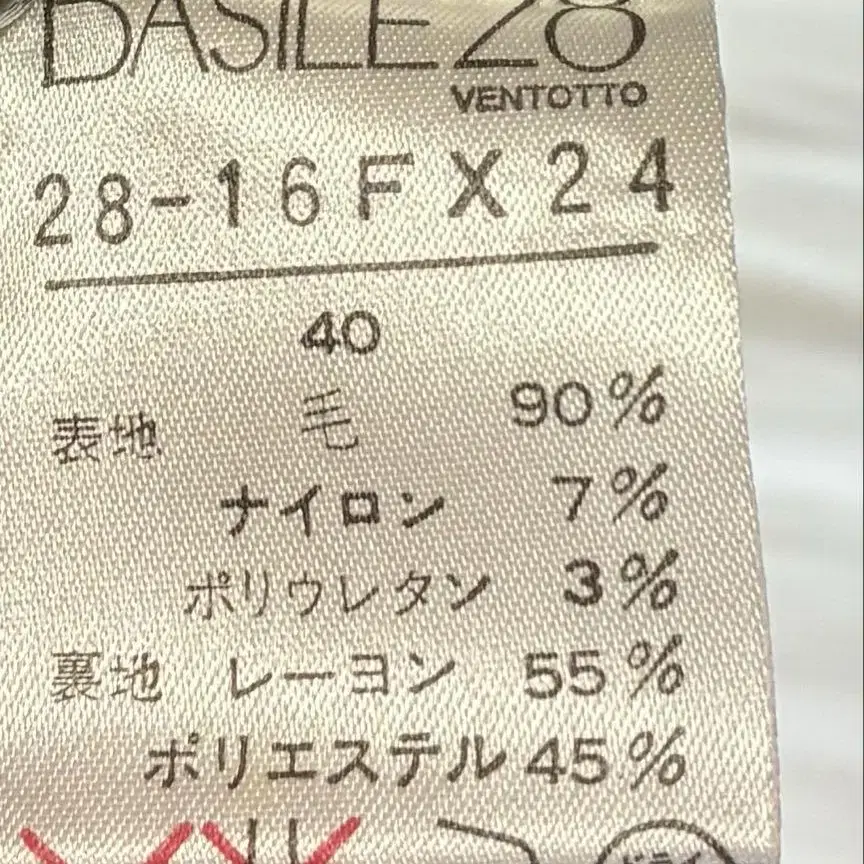 BASILE 28
VENTOTTO
28-16FX24
40
表地 毛 90%
ナイロン 7%
ポリウレタン 3%
裏地 レーヨン 55%
ポリエステル 45%